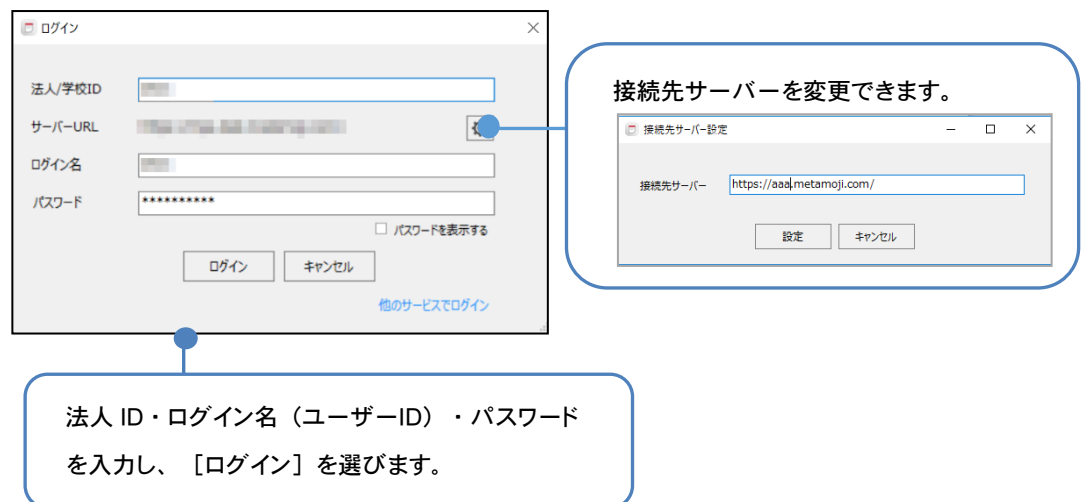 ログイン
法人/学校ID
サーバーURL
ログイン名
パスワード
**********
パスワードを表示する
ログイン
キャンセル
他のサービスでログイン
接続先サーバーを変更できます。
接続先サーバー設定
接続先サーバー
https://aaa.metamoji.com/
設定
キャンセル
法人 ID・ログイン名（ユーザーID）・パスワード
を入力し、［ログイン］を選びます。